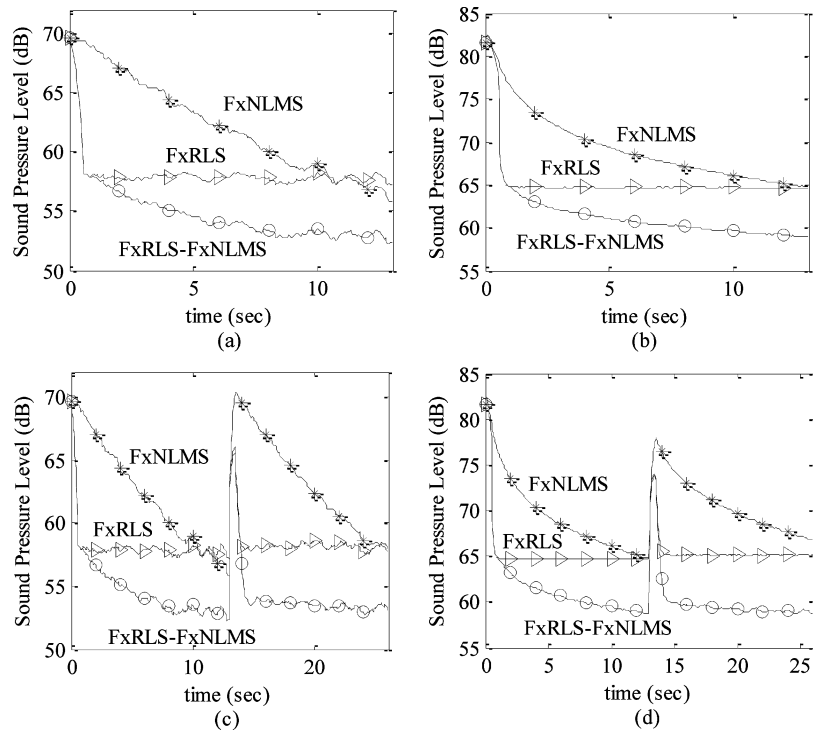 70
65
60
55
50
Sound Pressure Level (dB)
FxNLMS
FxRLS
FxRLS-FxNLMS
0
5
10
time (sec)
(a)
85
80
75
70
65
60
55
Sound Pressure Level (dB)
FxNLMS
FxRLS
FxRLS-FxNLMS
0
5
10
time (sec)
(b)
70
65
60
55
50
Sound Pressure Level (dB)
FxNLMS
FxRLS
FxRLS-FxNLMS
0
10
20
time (sec)
(c)
85
80
75
70
65
60
55
Sound Pressure Level (dB)
FxNLMS
FxRLS
FxRLS-FxNLMS
0
5
10
15
20
25
time (sec)
(d)